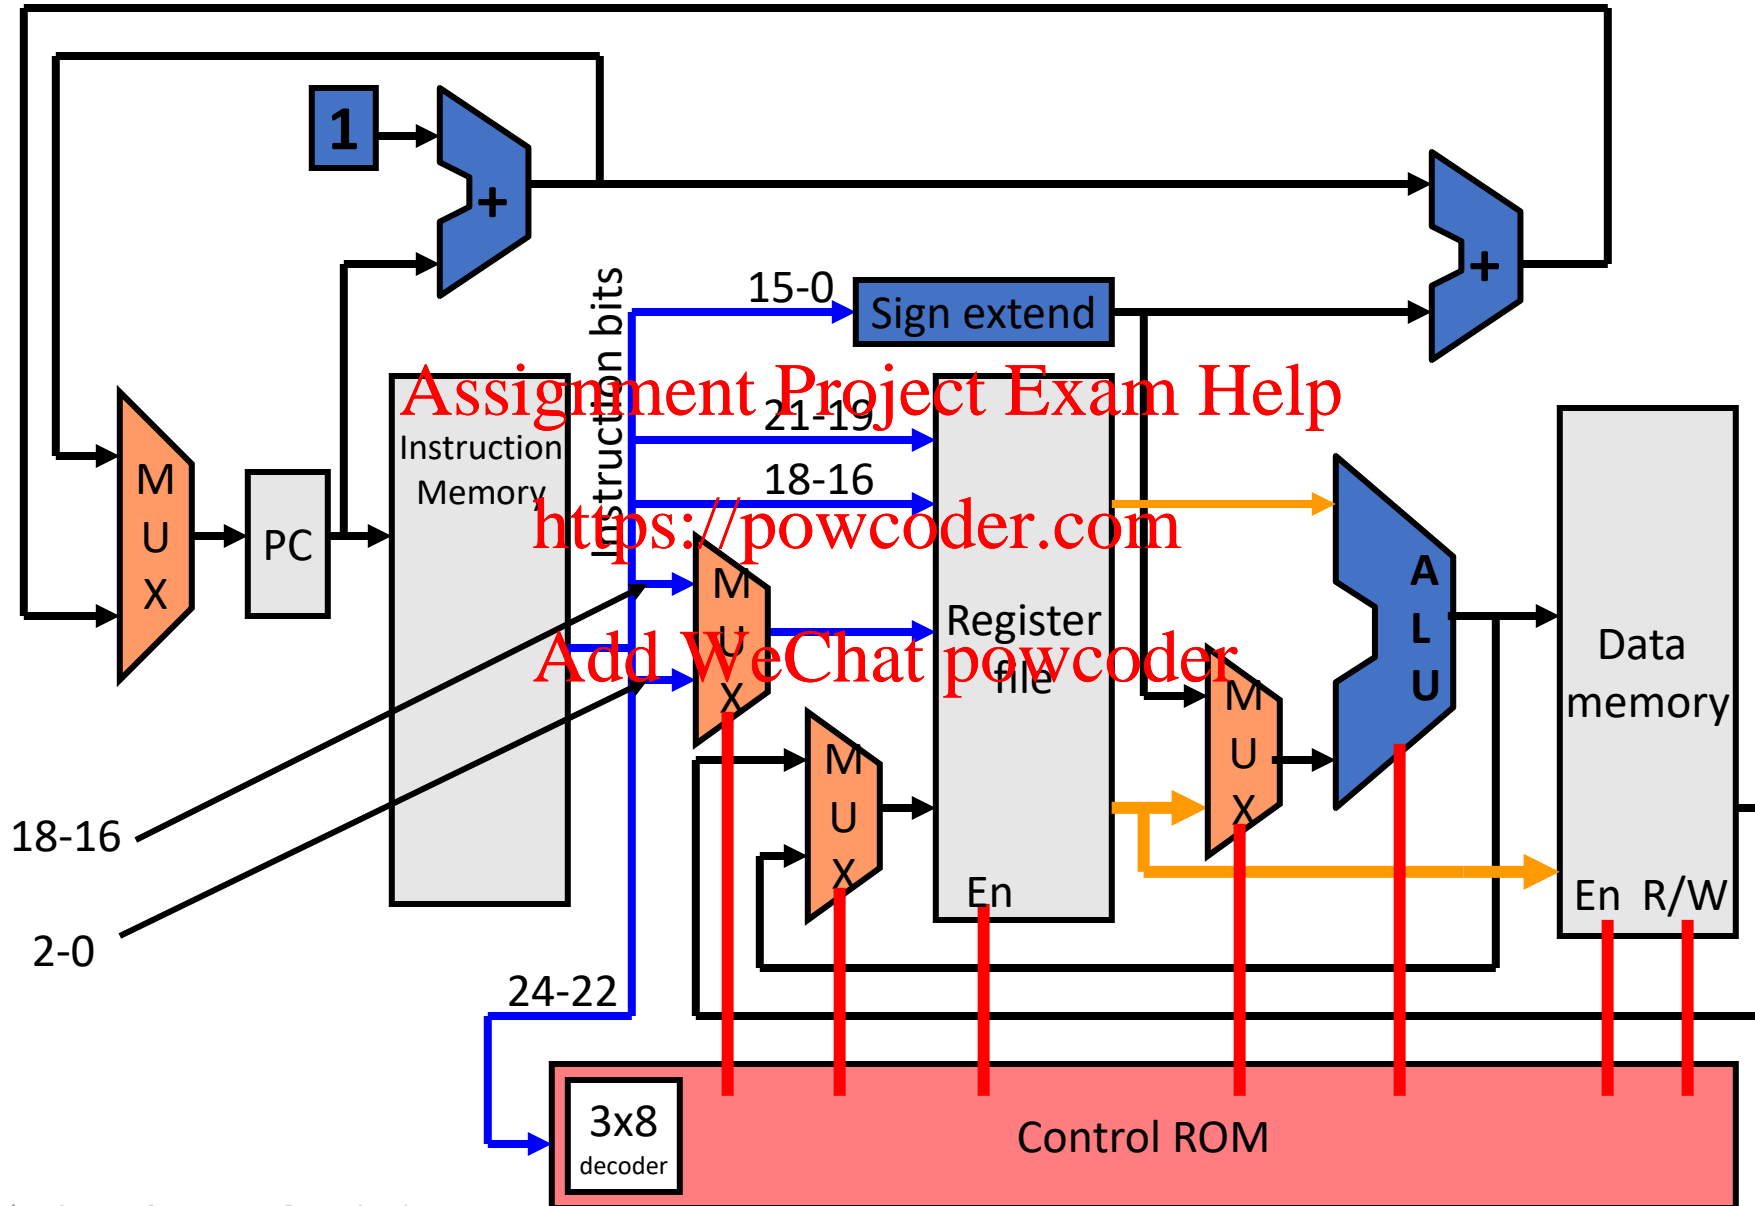 1
+
+
Instruction bits
15-0
Sign extend
Assignment Project Exam Help
21-19
Instruction
Memory
18-16
M
U
X
PC
https://powcoder.com
M
U
X
Register
file
Add WeChat powcoder
A
L
U
Data
memory
M
U
X
M
U
X
18-16
2-0
En
En R/W
24-22
3x8
decoder
Control ROM